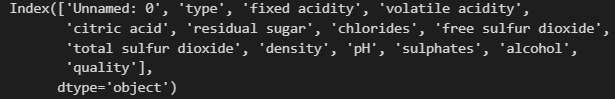 Index(['Unnamed: 0', 'type', 'fixed acidity', 'volatile acidity',
'citric acid', 'residual sugar', 'chlorides', 'free sulfur dioxide',
'total sulfur dioxide', 'density', 'pH', 'sulphates', 'alcohol',
'quality'],
dtype='object')